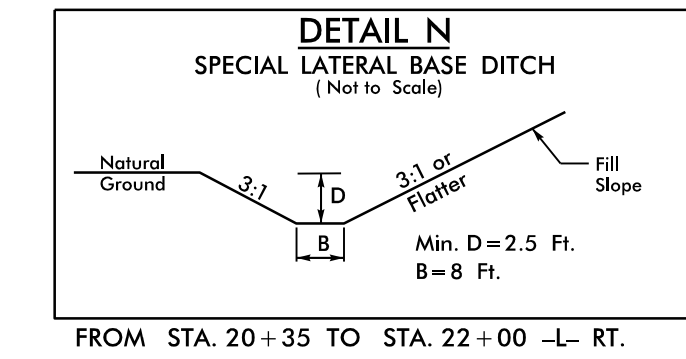 DETAIL N
SPECIAL LATERAL BASE DITCH
( Not to Scale)
Natural
Ground
3:1
D
B
3:1 or
Flatter
Fill
Slope
Min. D=2.5 Ft.
B=8 Ft.
FROM STA. 20+35 TO STA. 22+00 -L- RT.